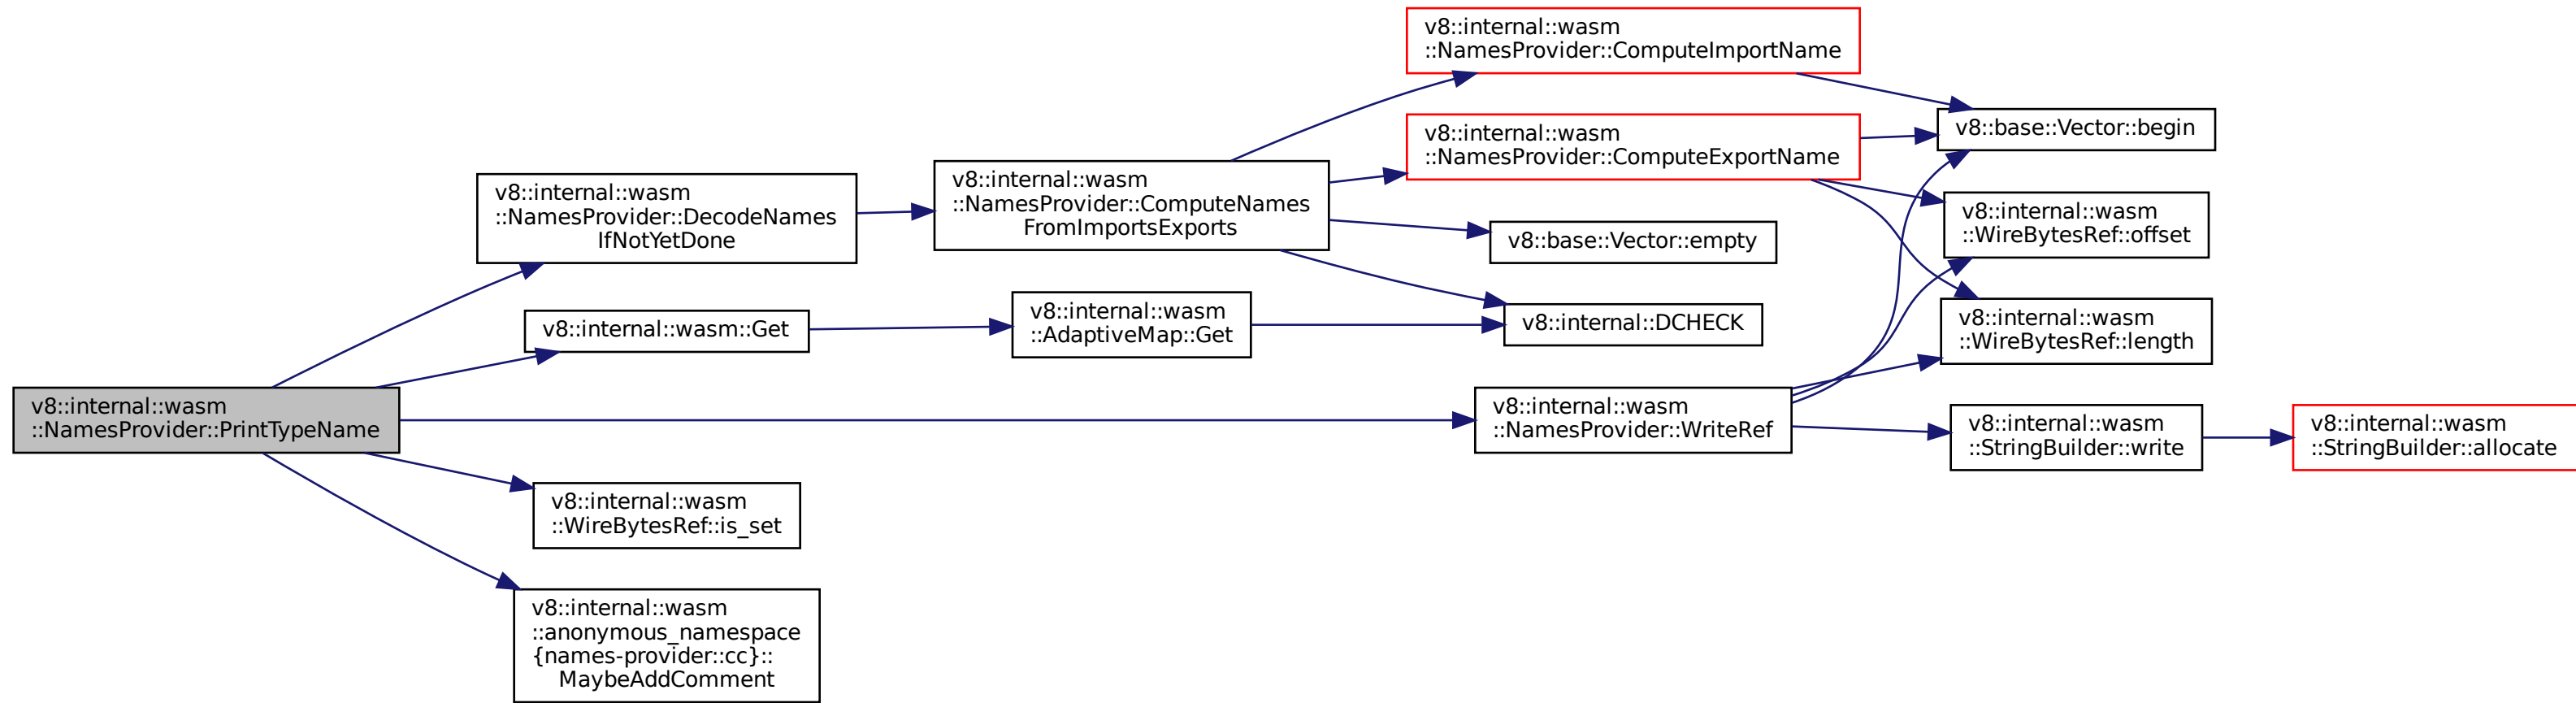 v8::internal::wasm
::NamesProvider::PrintTypeName
v8::internal::wasm
::NamesProvider::DecodeNames
IfNotYetDone
v8::internal::wasm::Get
v8::internal::wasm
::WireBytesRef::is_set
v8::internal::wasm
::anonymous_namespace
{names-provider::cc}::
MaybeAddComment
v8::internal::wasm
::NamesProvider::ComputeNames
FromImportsExports
v8::internal::wasm
::AdaptiveMap::Get
v8::internal::wasm
::NamesProvider::ComputeImportName
v8::internal::wasm
::NamesProvider::ComputeExportName
v8::base::Vector::empty
v8::internal::DCHECK
v8::internal::wasm
::NamesProvider::WriteRef
v8::base::Vector::begin
v8::internal::wasm
::WireBytesRef::offset
v8::internal::wasm
::WireBytesRef::length
v8::internal::wasm
::StringBuilder::write
v8::internal::wasm
::StringBuilder::allocate